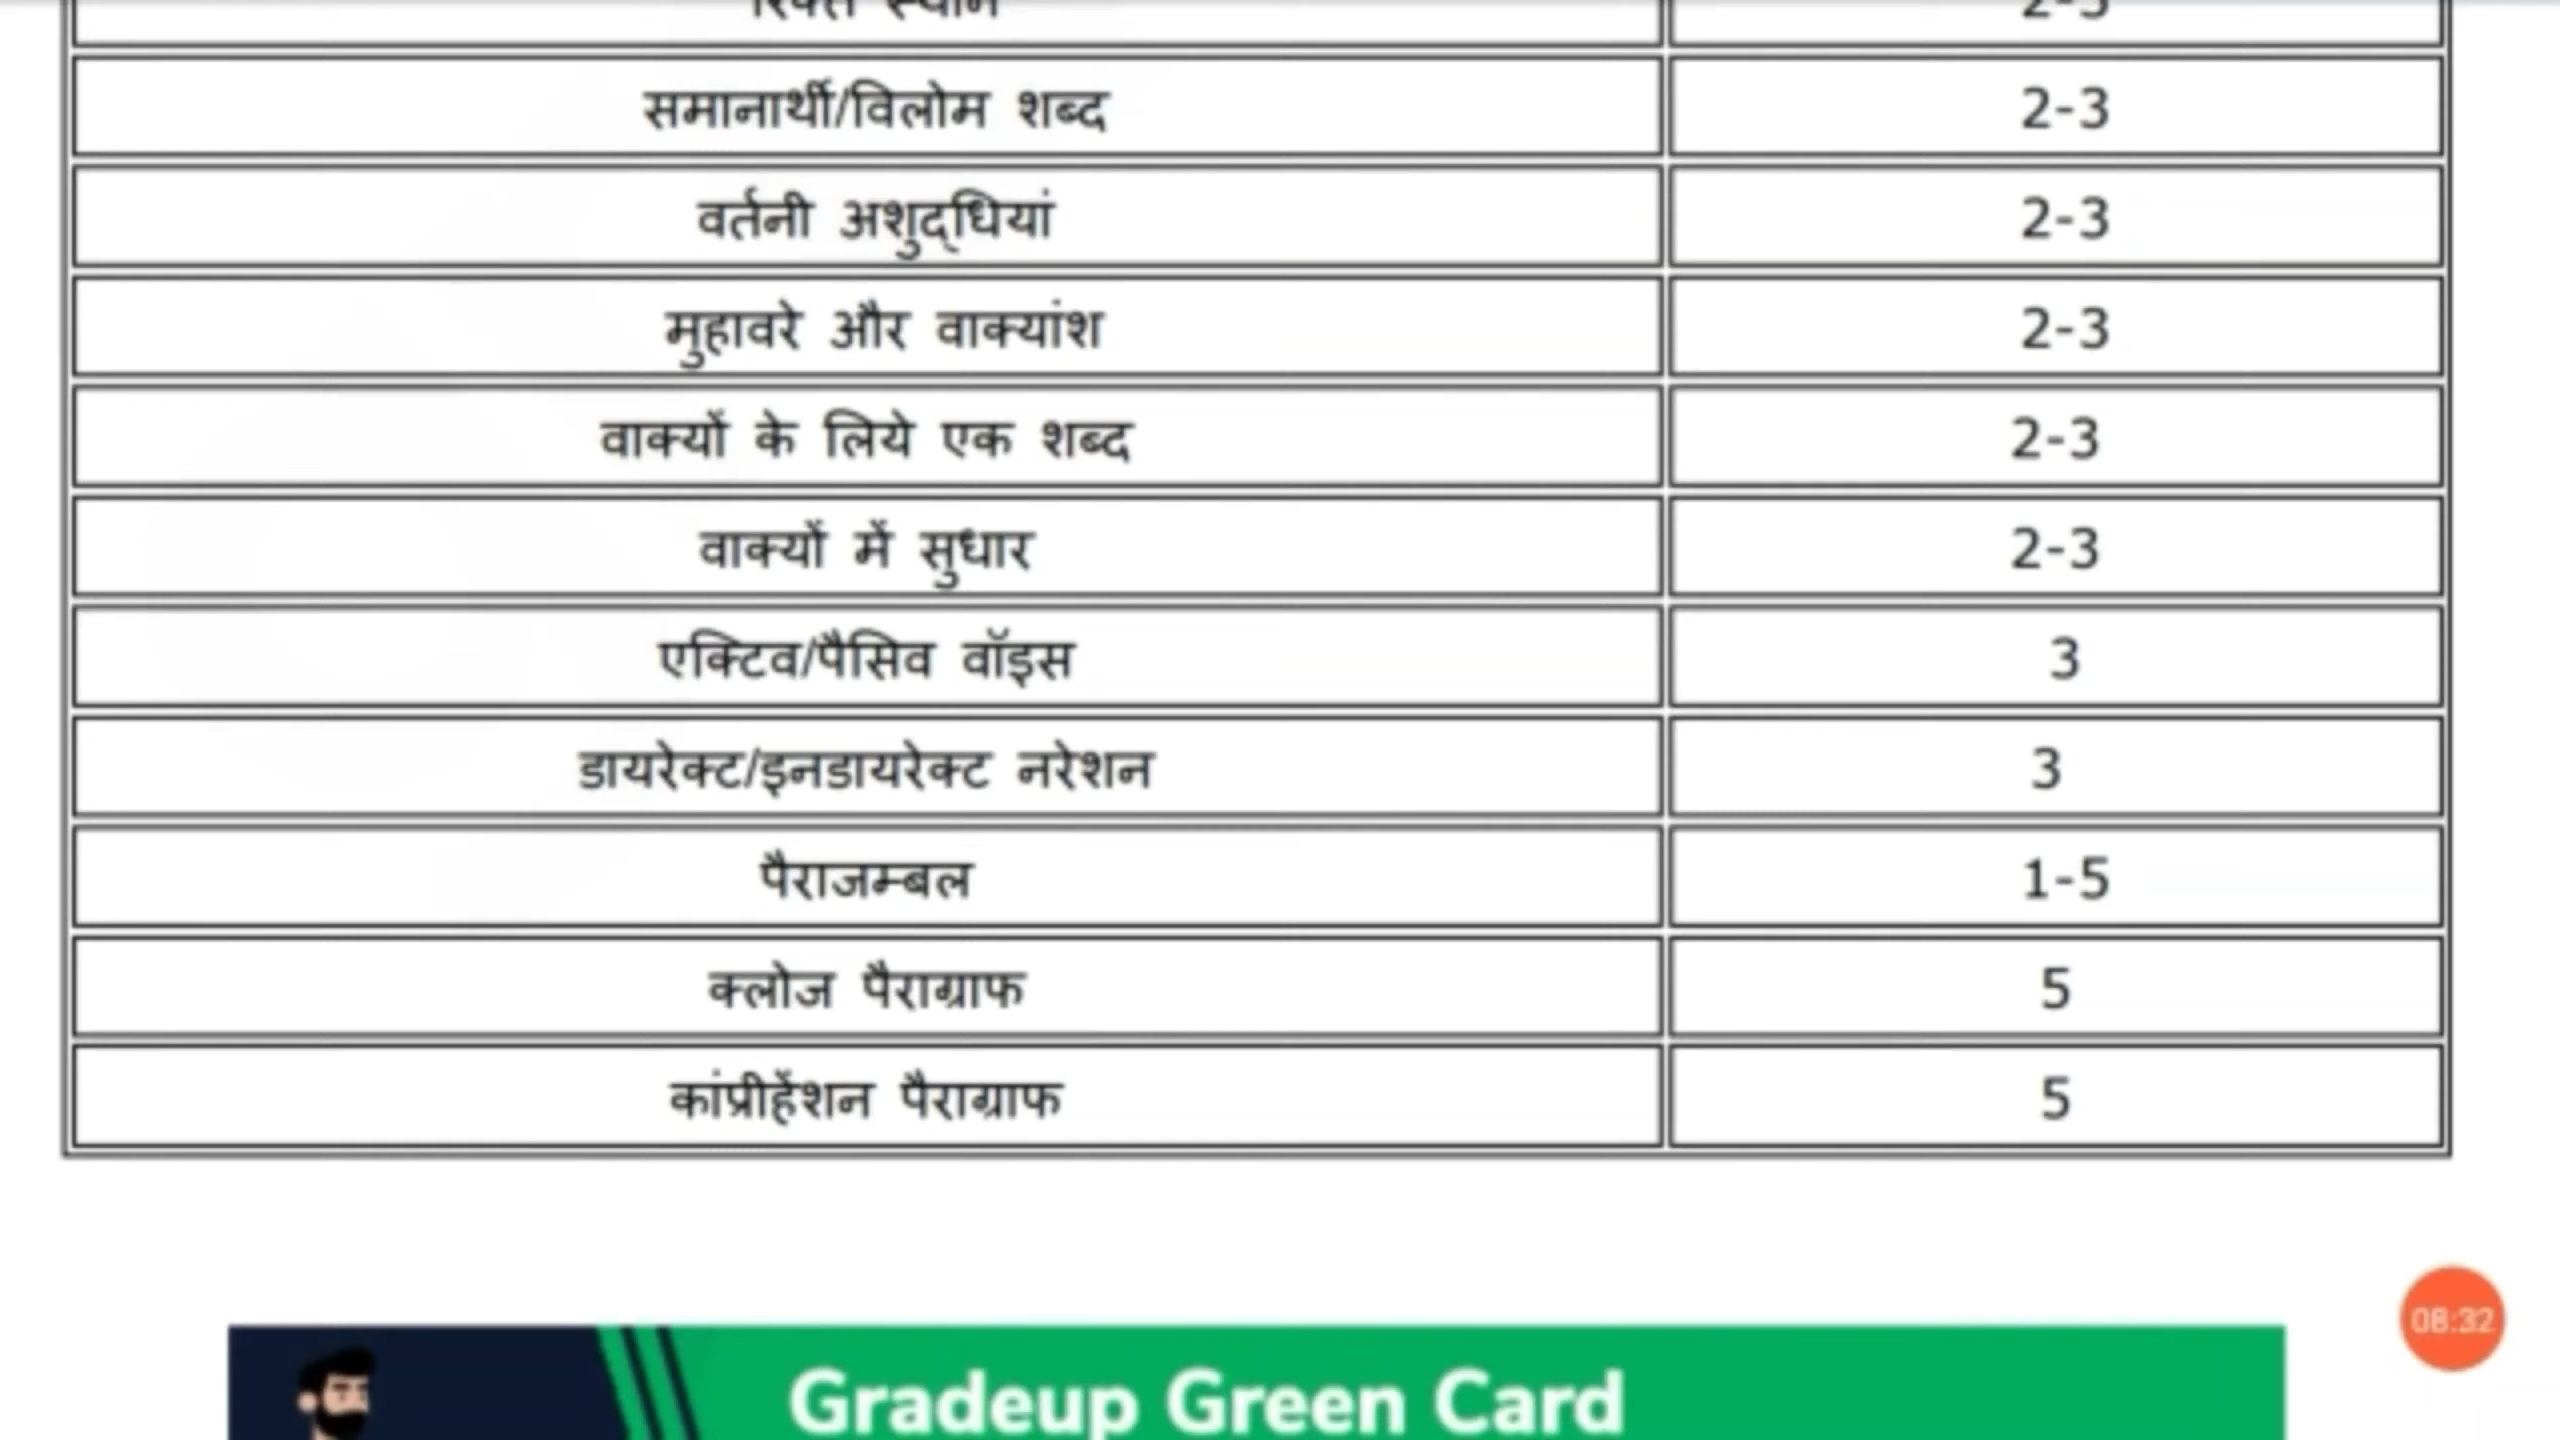 रिक्त स्थान 2-3
समानार्थी/विलोम शब्द 2-3
वर्तनी अशुद्धियां 2-3
मुहावरे और वाक्यांश 2-3
वाक्यों के लिये एक शब्द 2-3
वाक्यों में सुधार 2-3
एक्टिव/पैसिव वॉइस 3
डायरेक्ट/इनडायरेक्ट नरेशन 3
पैराजम्बल 1-5
क्लोज पैराग्राफ 5
कांप्रीहेंशन पैराग्राफ 5
08:32
Gradeup Green Card